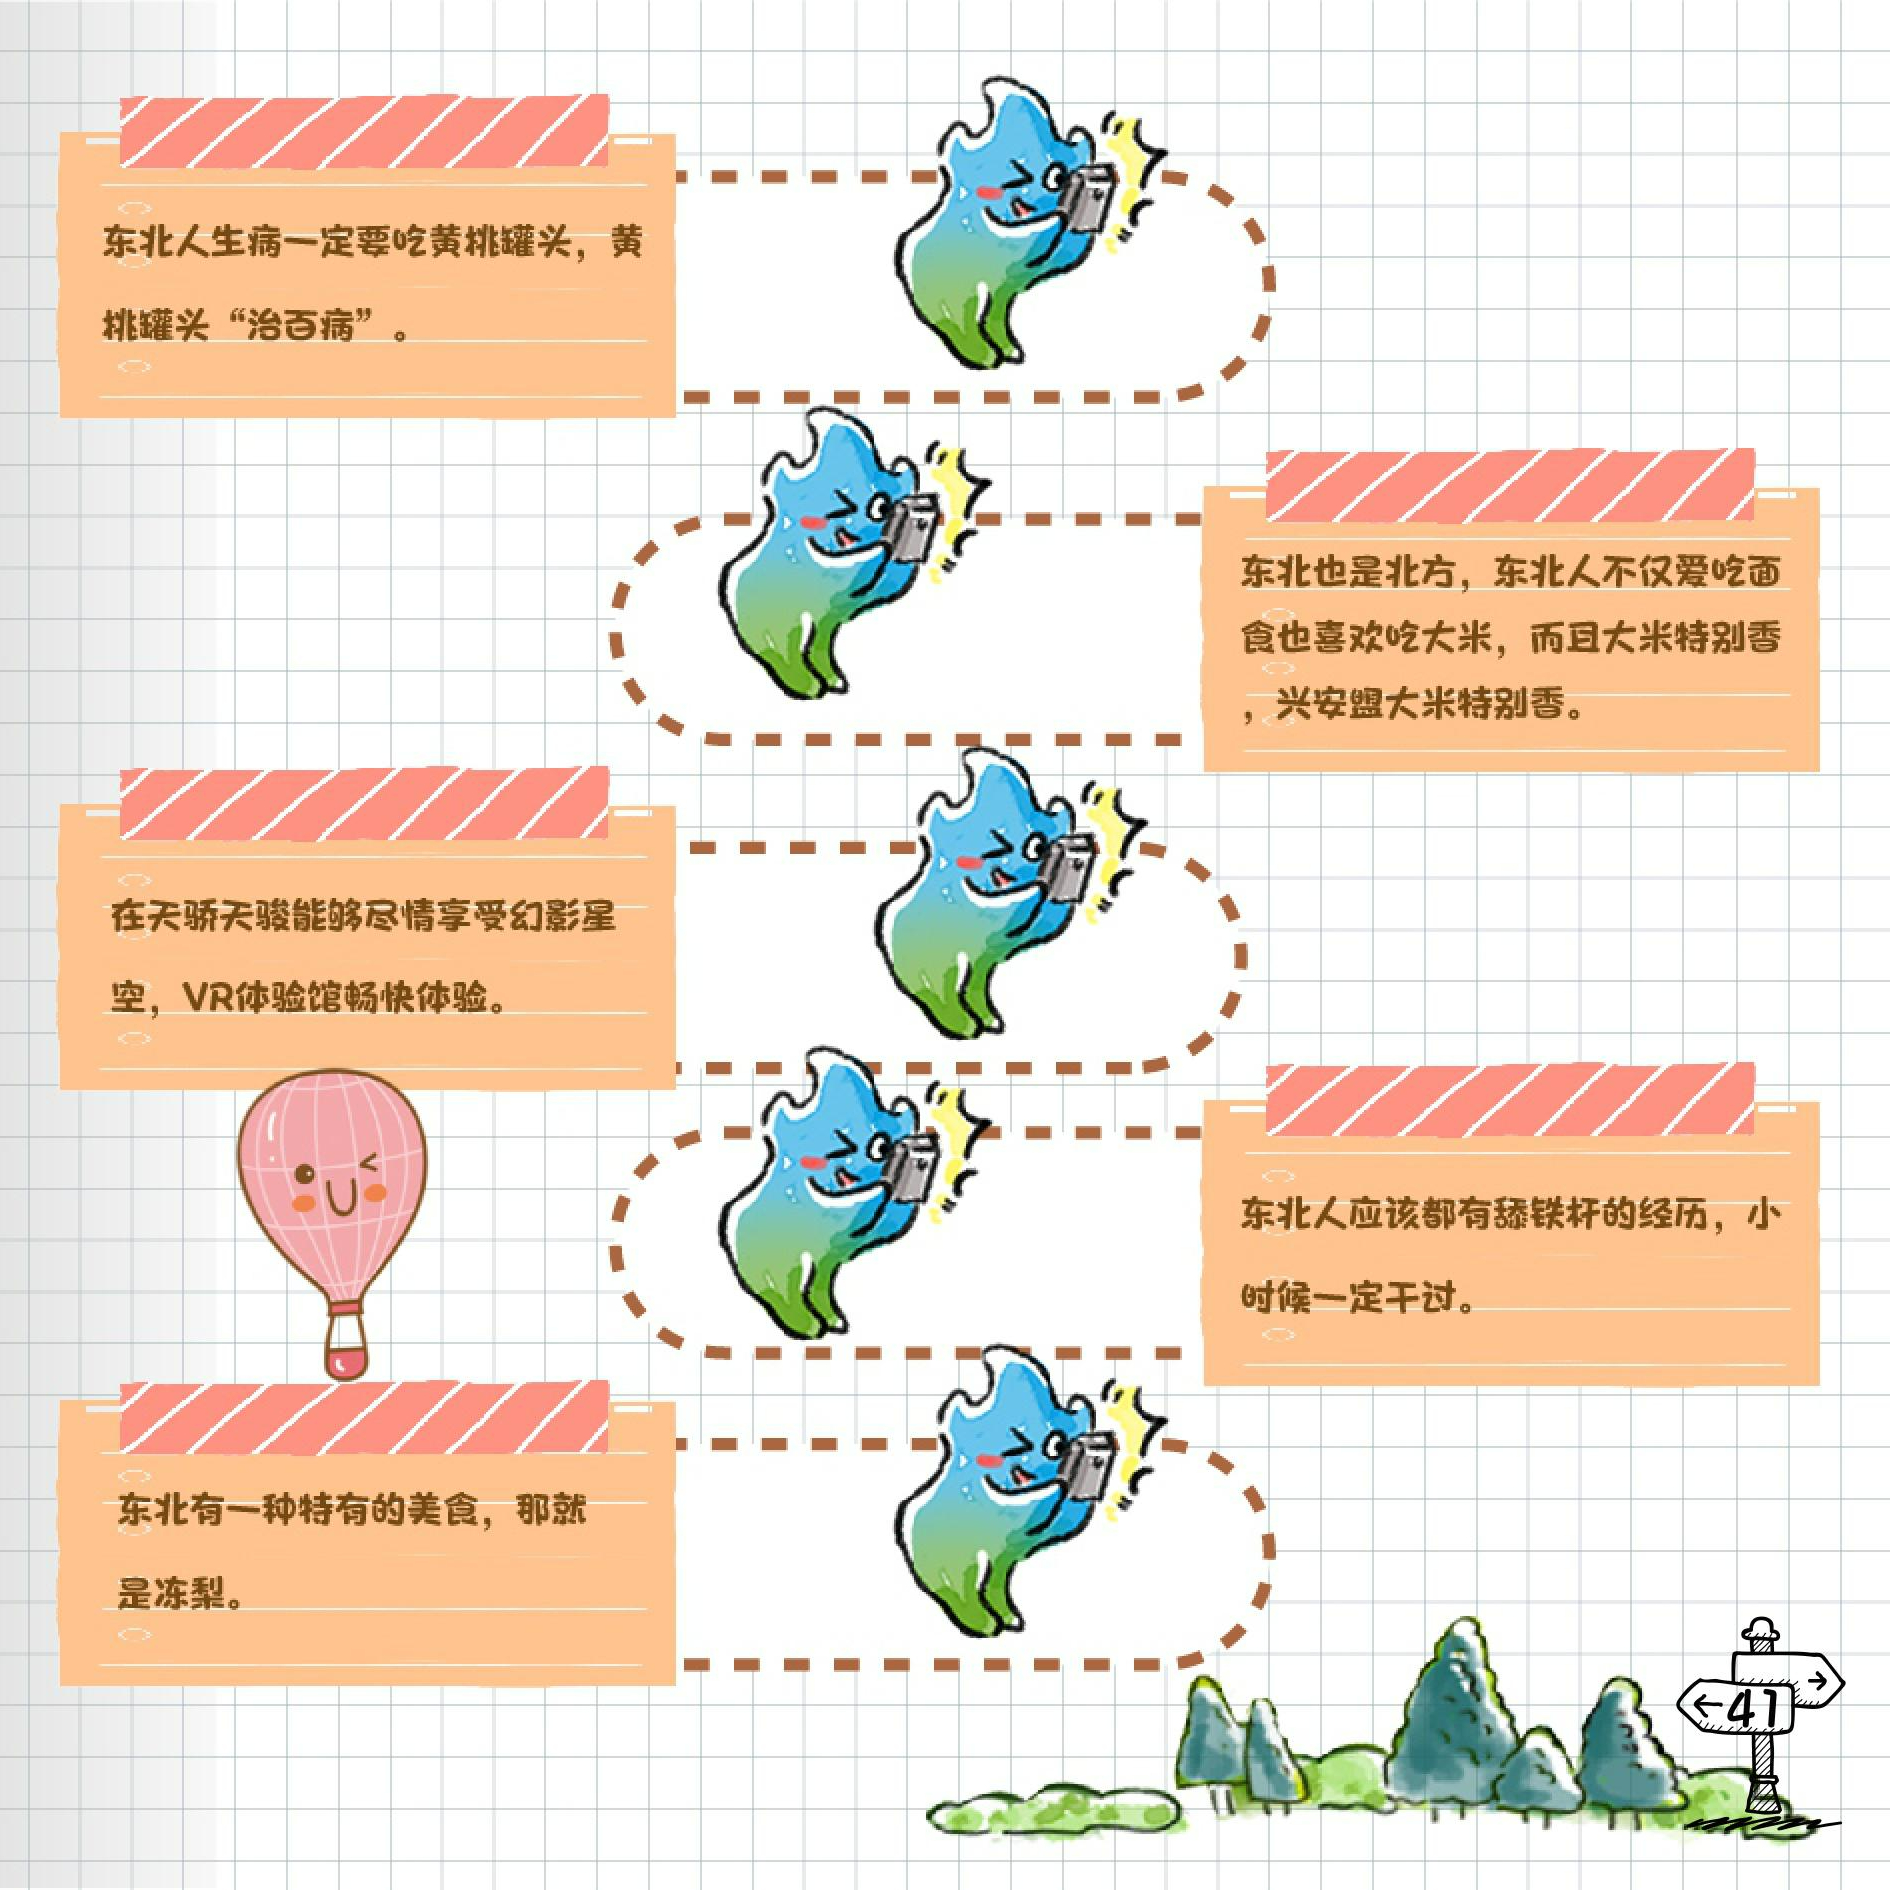 东北人生病一定要吃黄桃罐头，黄
桃罐头“治百病”。
东北也是北方，东北人不仅爱吃面
食也喜欢吃大米，而且大米特别香
，兴安盟大米特别香。
在天骄天骏能够尽情享受幻影星
空，VR体验馆畅快体验。
东北人应该都有舔铁杆的经历，小
时候一定干过。
东北有一种特有的美食，那就
是冻梨。
41